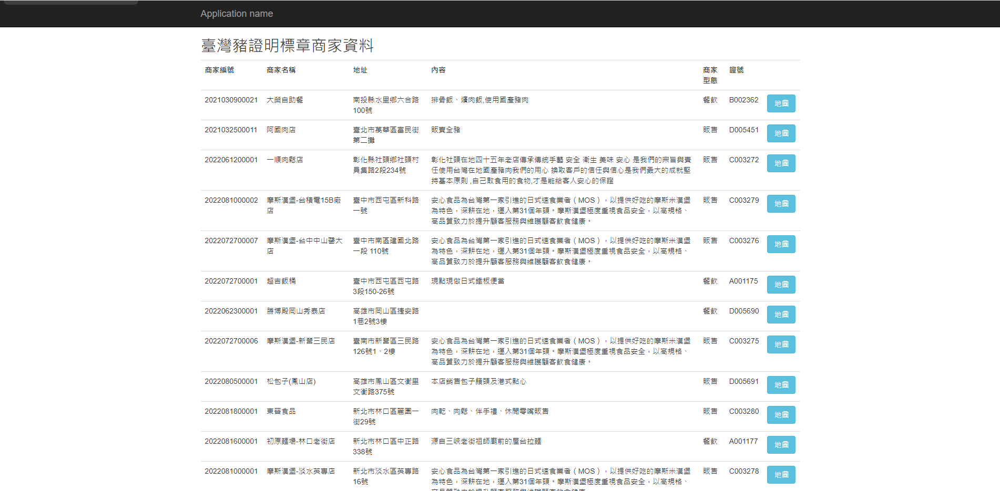 Application name
臺灣豬證明標章商家資料
商家編號 商家名稱 地址 內容 商家 證號
型態
2021030900021 大榮自助餐 南投縣水里鄉六合路 排骨飯、爌肉飯,使用國產豬肉 餐飲 B002362 地圖
100號
2021032500011 阿國肉店 臺北市萬華區富民街 販賣全豬 販售 D005451 地圖
第二攤
2022061200001 一順肉鬆店 彰化縣社頭鄉社頭村 彰化社頭在地四十五年老店傳承傳統手藝 安全 衛生 美味 安心 是我們的宗旨與責 販售 C003272 地圖
員集路2段234號 任使用台灣在地國產豬肉我們的用心 換取客戶的信任與信心是我們最大的成就堅
持基本原則 ,自己敢食用的食物,才是能給客人安心的保證
2022081000002 摩斯漢堡-台積電15B廠 臺中市西屯區新科路 安心食品為台灣第一家引進的日式速食業者（MOS），以提供好吃的摩斯米漢堡 販售 C003279 地圖
店 一號 為特色，深耕在地，邁入第31個年頭。摩斯漢堡極度重視食品安全，以高規格、
高品質致力於提升顧客服務與維護顧客飲食健康。
2022072700007 摩斯漢堡-台中中山醫大 臺中市南區建國北路 安心食品為台灣第一家引進的日式速食業者（MOS），以提供好吃的摩斯米漢堡 販售 C003276 地圖
店 一段 110號 為特色，深耕在地，邁入第31個年頭。摩斯漢堡極度重視食品安全，以高規格、
高品質致力於提升顧客服務與維護顧客飲食健康。
2022072700001 超吉飯桶 臺中市西屯區西屯路 現點現做日式鐵板便當 餐飲 A001175 地圖
3段150-26號
2022062300001 勝博殿岡山秀泰店 高雄市岡山區捷安路 餐飲 D005690 地圖
1巷2號3樓
2022072700006 摩斯漢堡-新營三民店 臺南市新營區三民路 安心食品為台灣第一家引進的日式速食業者（MOS），以提供好吃的摩斯米漢堡 販售 C003275 地圖
126號1、2樓 為特色，深耕在地，邁入第31個年頭。摩斯漢堡極度重視食品安全，以高規格、
高品質致力於提升顧客服務與維護顧客飲食健康。
2022080500001 松包子(鳳山店) 高雄市鳳山區文衡里 本店銷售包子饅頭及港式點心 販售 D005691 地圖
文衡路375號
2022081800001 東晉食品 新北市林口區麗園一 肉乾、肉鬆、伴手禮、休閒零嘴販售 販售 C003280 地圖
街29號
2022081600001 初原麵場-林口老街店 新北市林口區中正路 源自三峽老街祖師廟前的屋台拉麵 餐飲 A001177 地圖
338號
2022081000001 摩斯漢堡-淡水英專店 新北市淡水區英專路 安心食品為台灣第一家引進的日式速食業者（MOS），以提供好吃的摩斯米漢堡 販售 C003278 地圖
16號 為特色，深耕在地，邁入第31個年頭。摩斯漢堡極度重視食品安全，以高規格、